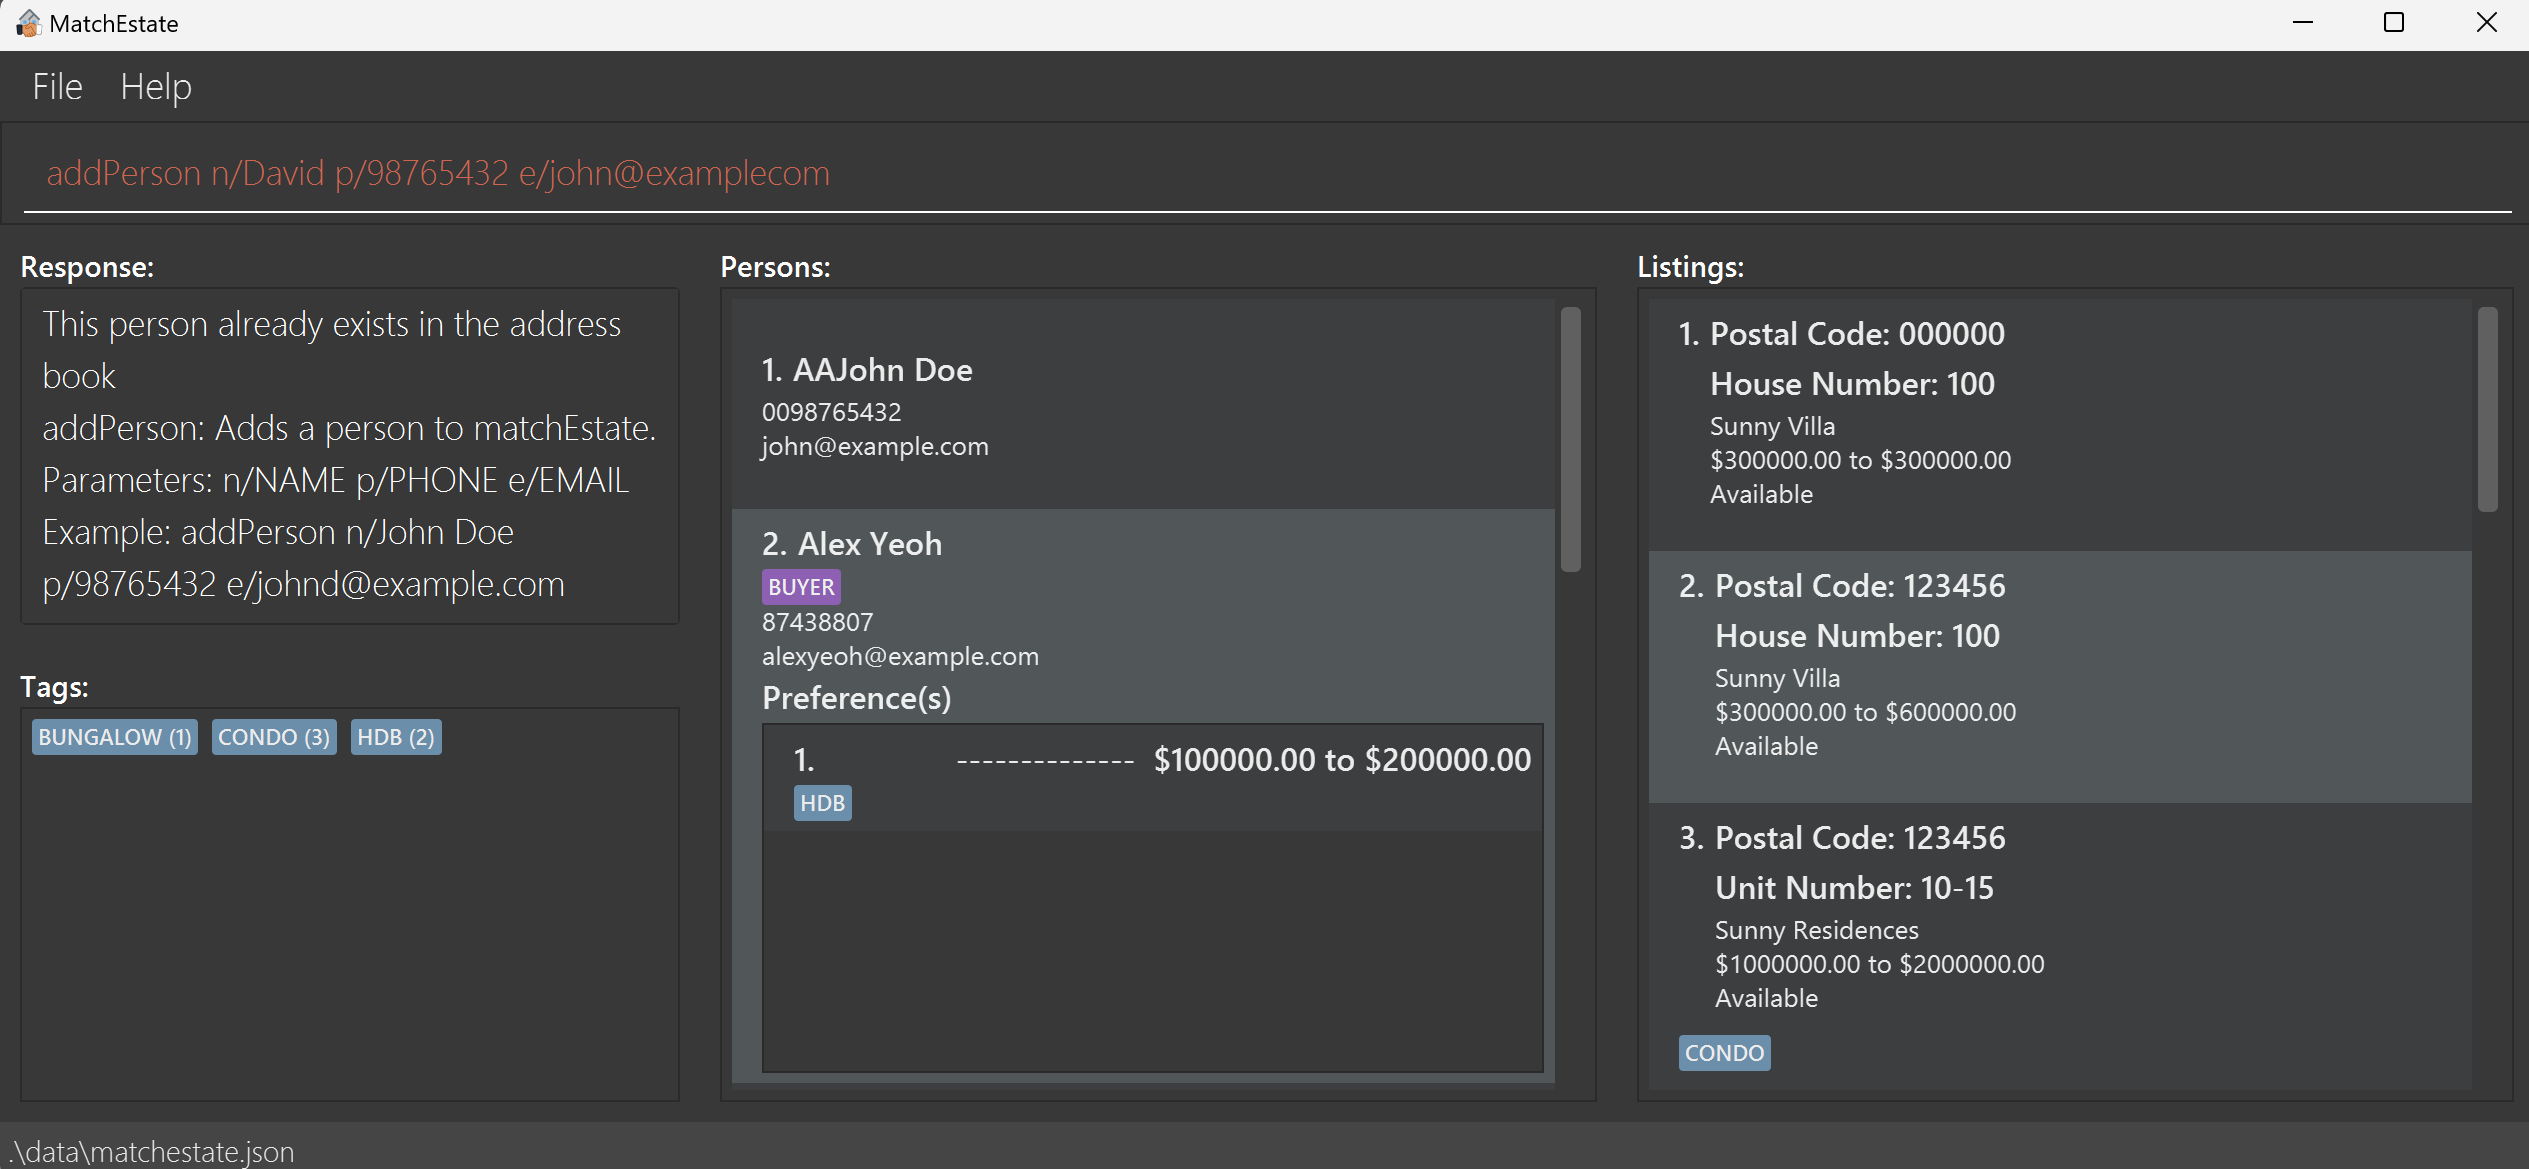 MatchEstate
File Help
addPerson n/David p/98765432 e/john@examplecom
Response:
This person already exists in the address
book
addPerson: Adds a person to matchEstate.
Parameters: n/NAME p/PHONE e/EMAIL
Example: addPerson n/John Doe
p/98765432 e/johnd@example.com
Tags:
BUNGALOW (1) CONDO (3) HDB (2)
Persons:
1. AAJohn Doe
0098765432
john@example.com
2. Alex Yeoh
BUYER
87438807
alexyeoh@example.com
Preference(s)
1. -------------- $100000.00 to $200000.00
HDB
Listings:
1. Postal Code: 000000
House Number: 100
Sunny Villa
$300000.00 to $300000.00
Available
2. Postal Code: 123456
House Number: 100
Sunny Villa
$300000.00 to $600000.00
Available
3. Postal Code: 123456
Unit Number: 10-15
Sunny Residences
$1000000.00 to $2000000.00
Available
CONDO
.\data\matchestate.json